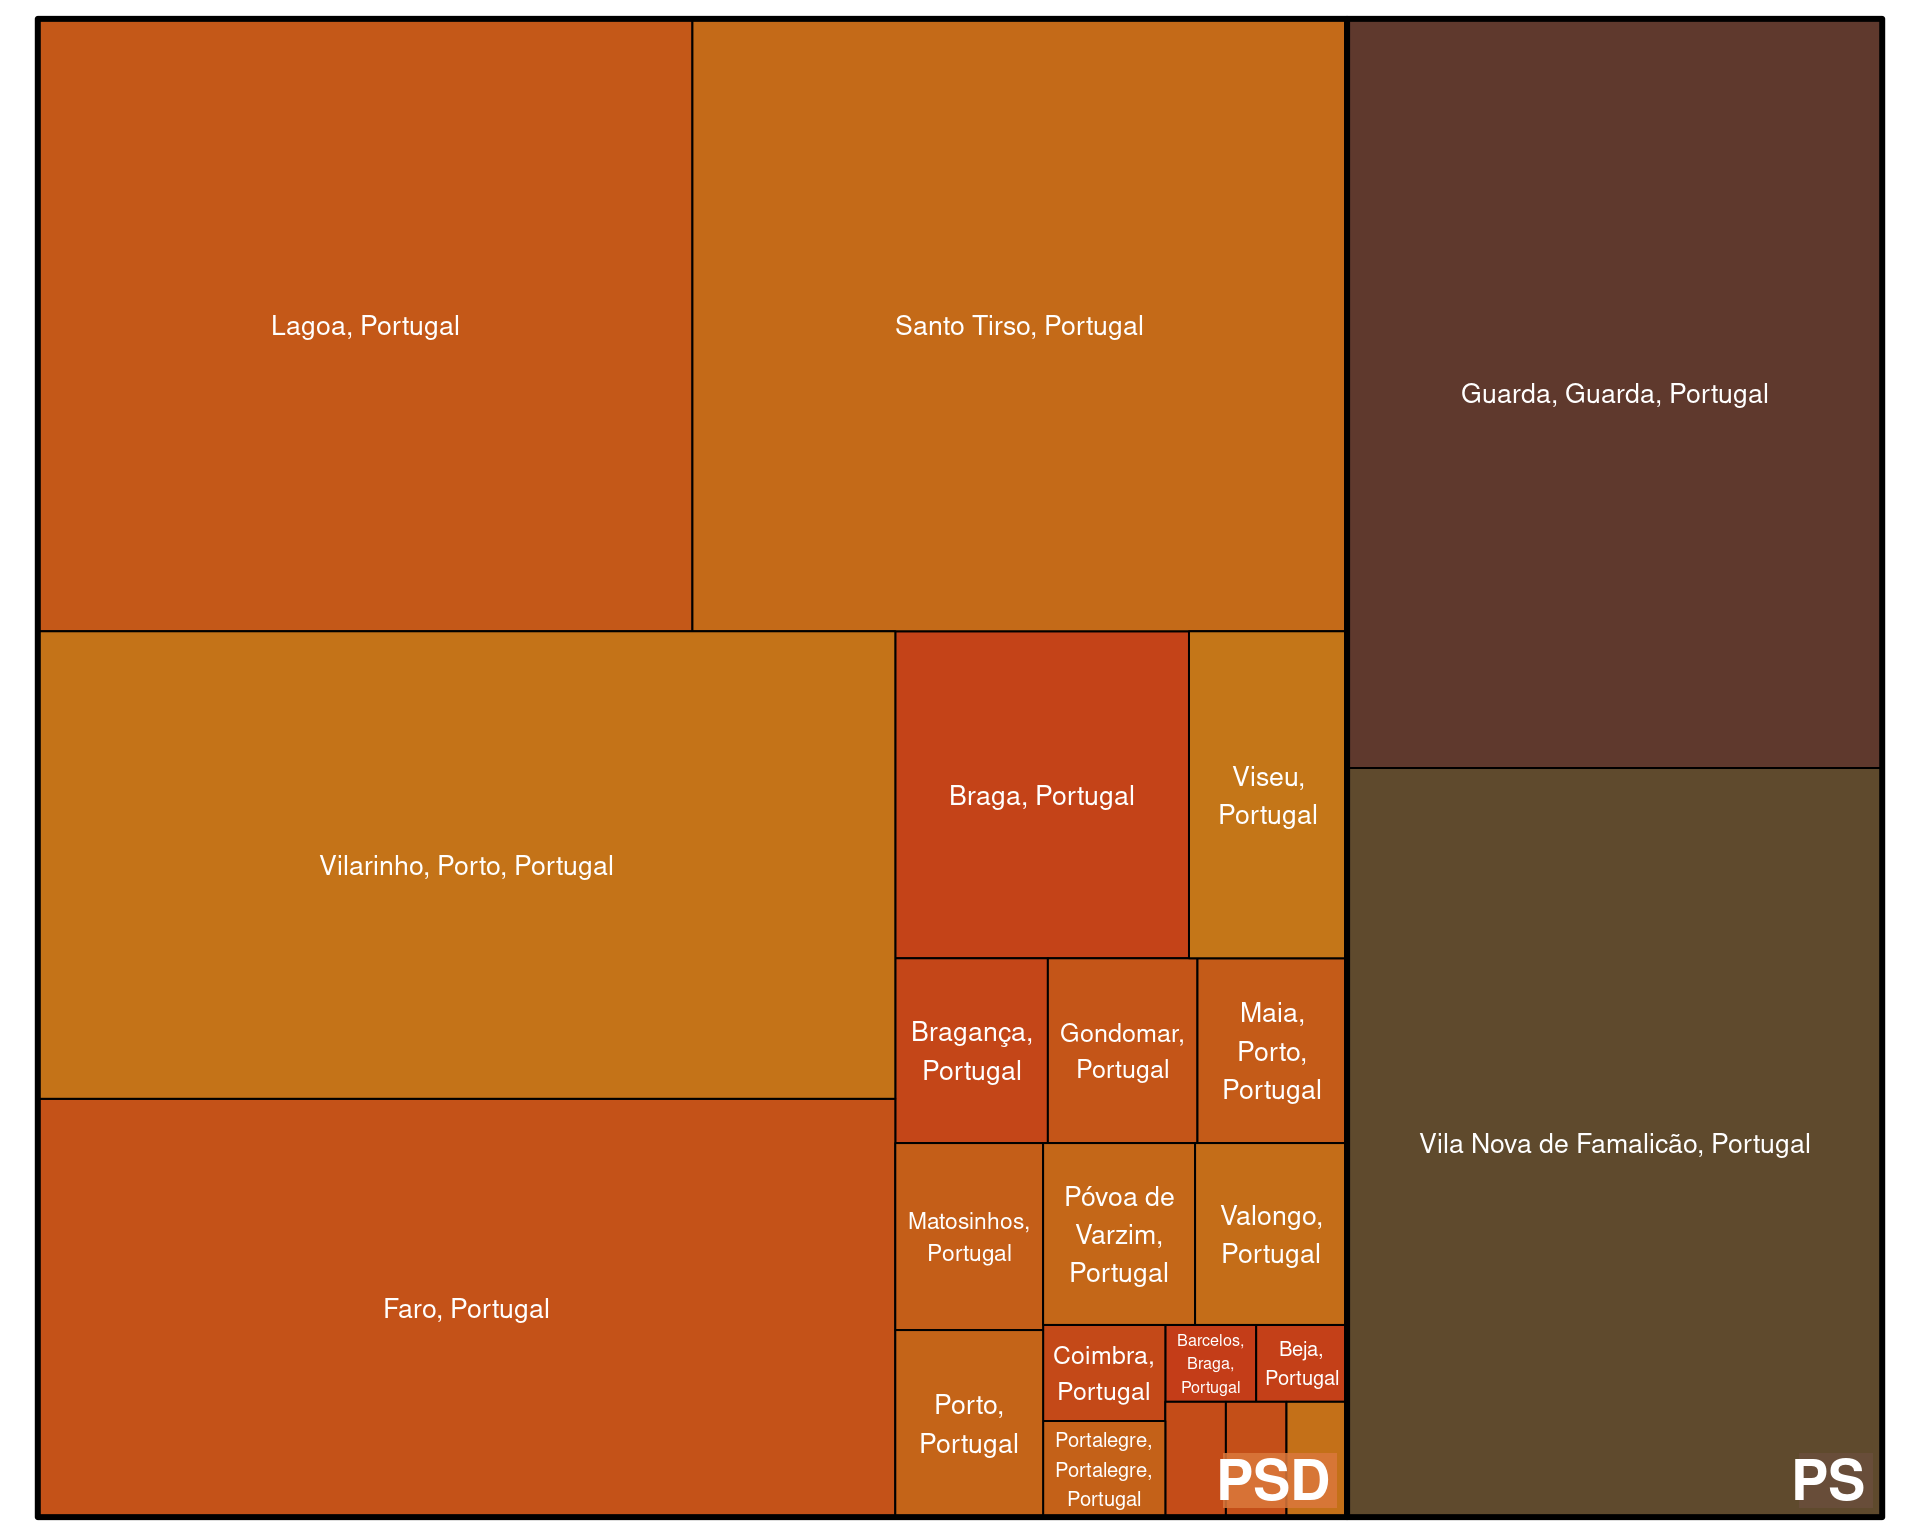 Lagoa, Portugal
Santo Tirso, Portugal
Guarda, Guarda, Portugal
Vilarinho, Porto, Portugal
Braga, Portugal
Viseu,
Portugal
Bragança,
Portugal
Gondomar,
Portugal
Maia,
Porto,
Portugal
Vila Nova de Famalicão, Portugal
Faro, Portugal
Matosinhos,
Portugal
Póvoa de
Varzim,
Portugal
Valongo,
Portugal
Porto,
Portugal
Coimbra,
Portugal
Barcelos,
Braga,
Portugal
Beja,
Portugal
Portalegre,
Portalegre,
Portugal
PSD
PS